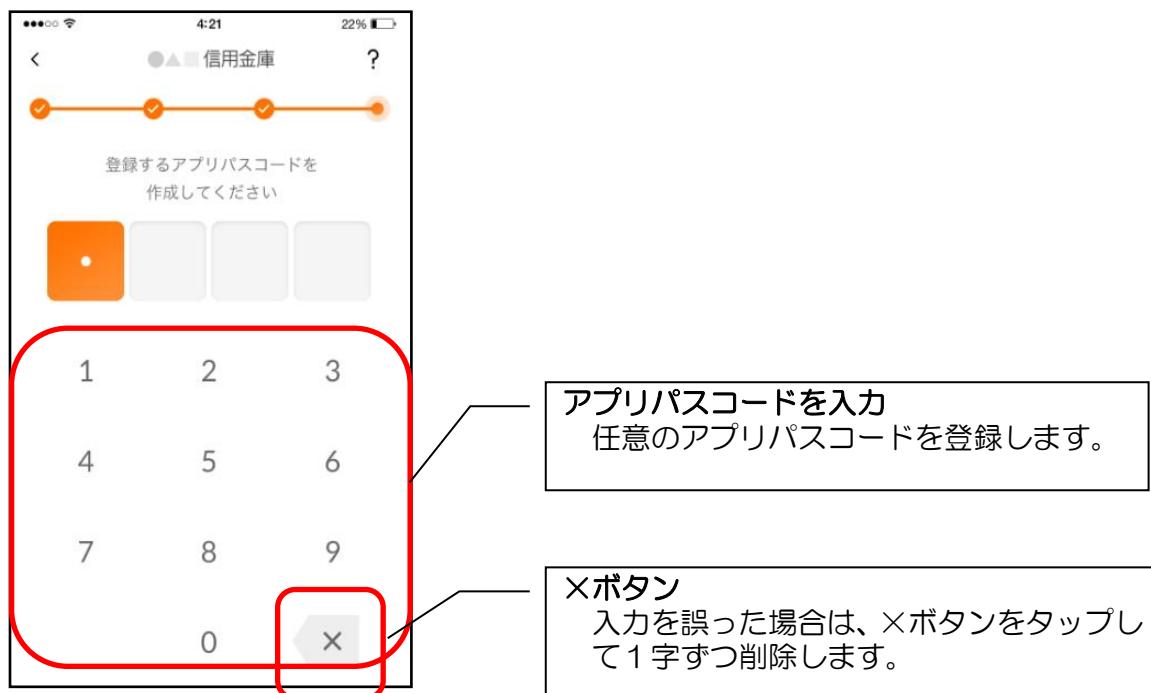 4:21
22%
< ●▲■ 信用金庫 ?
登録するアプリパスコードを
作成してください
1 2 3
4 5 6
7 8 9
0 ×
アプリパスコードを入力
任意のアプリパスコードを登録します。
×ボタン
入力を誤った場合は、×ボタンをタップし
て1字ずつ削除します。